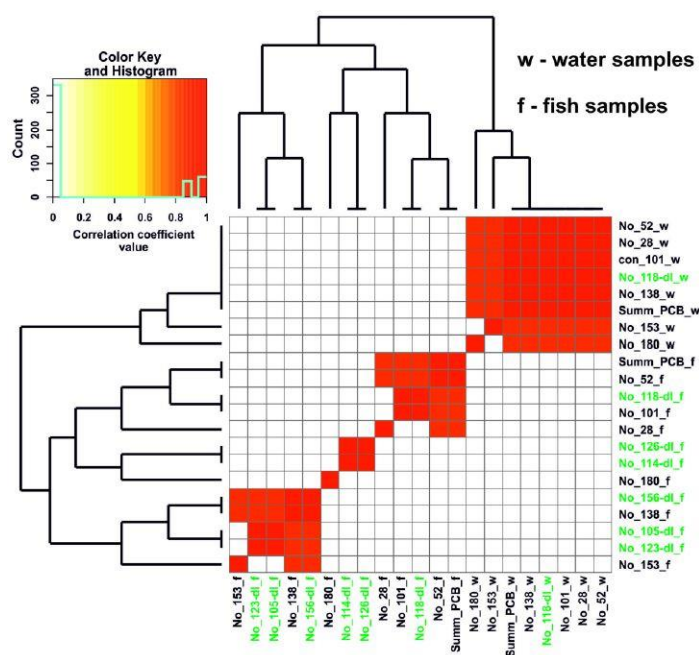 Color Key
and Histogram
Count
0 100 200 300
0 0.2 0.4 0.6 0.8 1
Correlation coefficient
value
w - water samples
f - fish samples
No_52_w
No_28_w
con_101_w
No_118-dl_w
No_138_w
Summ_PCB_w
No_153_w
No_180_w
Summ_PCB_f
No_52_f
No_118-dl_f
No_101_f
No_28_f
No_126-dl_f
No_114-dl_f
No_180_f
No_156-dl_f
No_138_f
No_105-dl_f
No_123-dl_f
No_153_f
No_153_f
No_123-dl_f
No_105-dl_f
No_138_f
No_156-dl_f
No_180_f
No_114-dl_f
No_126-dl_f
No_28_f
No_101_f
No_118-dl_f
No_52_f
Summ_PCB_f
No_180_w
No_153_w
Summ_PCB_w
No_138_w
No_118-dl_w
No_101_w
No_28_w
No_52_w